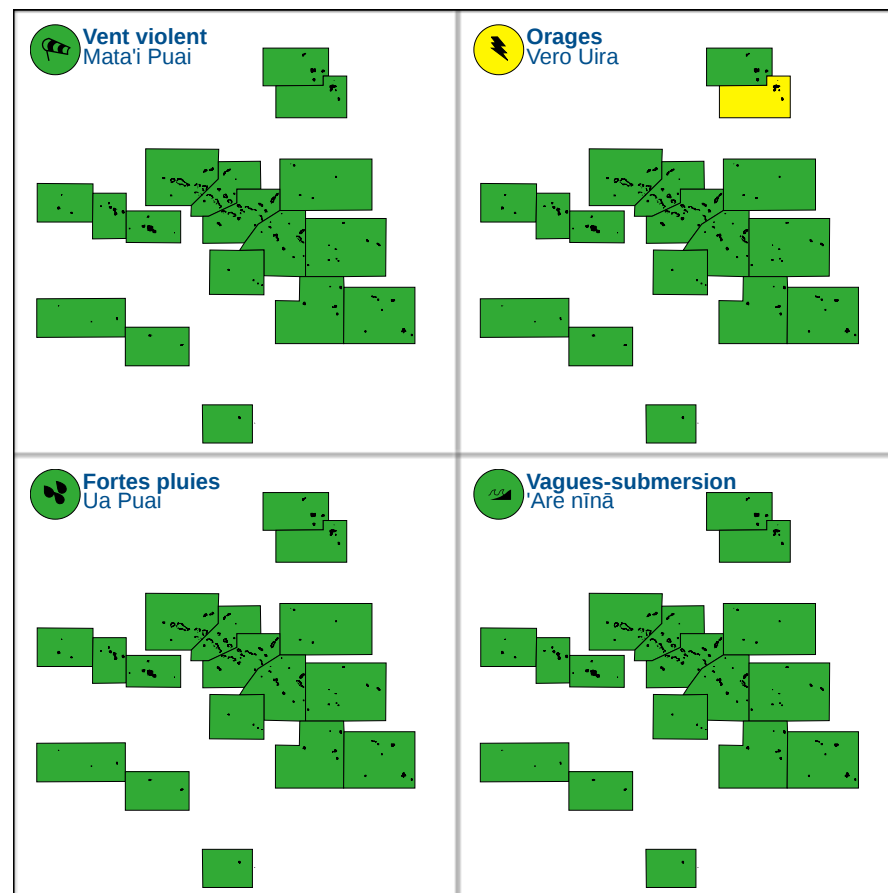 Vent violent
Mata'i Puai
Orages
Vero Uira
Fortes pluies
Ua Puai
Vagues-submersion
'Are nīnā